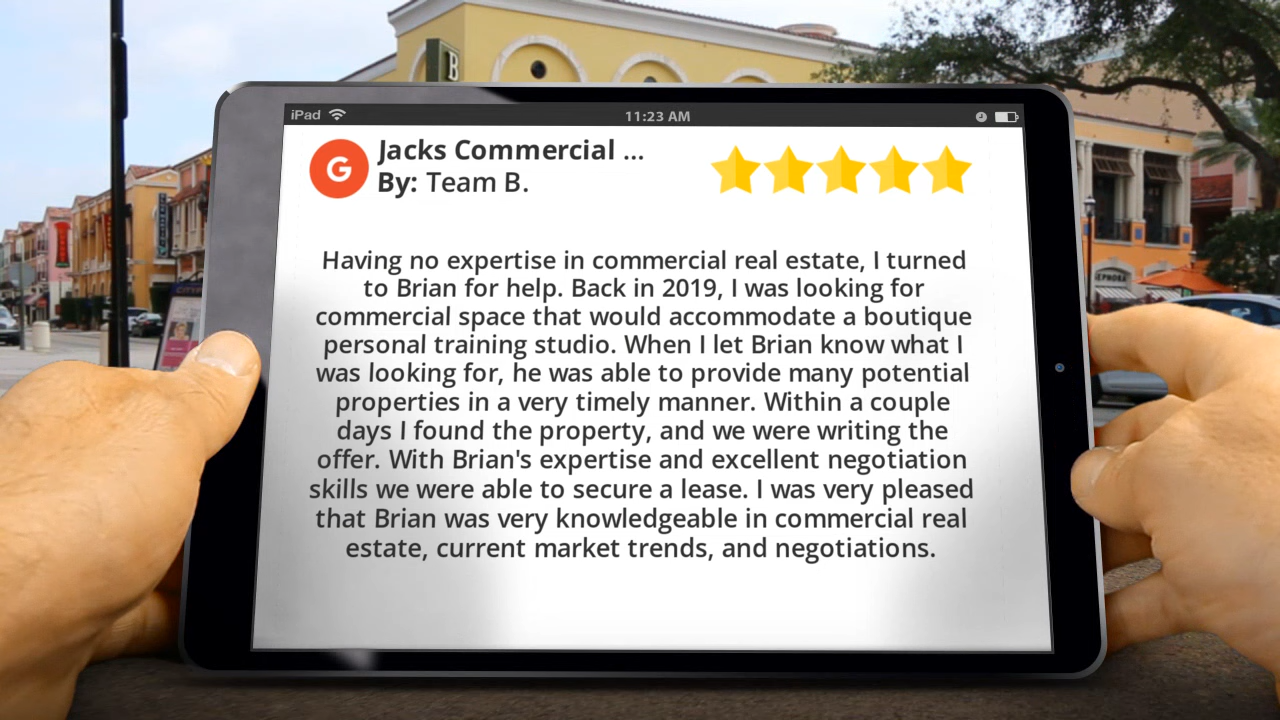 B
iPad
11:23 AM
G
Jacks Commercial ...
By: Team B.
Having no expertise in commercial real estate, I turned
to Brian for help. Back in 2019, I was looking for
commercial space that would accommodate a boutique
personal training studio. When I let Brian know what I
was looking for, he was able to provide many potential
properties in a very timely manner. Within a couple
days I found the property, and we were writing the
offer. With Brian's expertise and excellent negotiation
skills we were able to secure a lease. I was very pleased
that Brian was very knowledgeable in commercial real
estate, current market trends, and negotiations.
SEPHORA